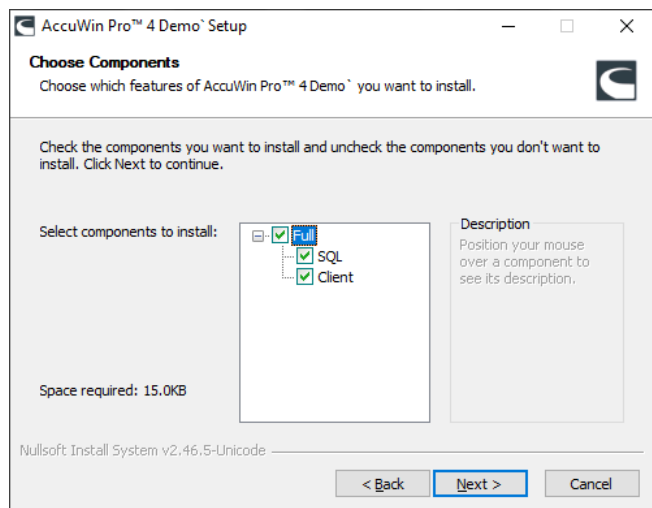 AccuWin Pro™ 4 Demo` Setup
Choose Components
Choose which features of AccuWin Pro™ 4 Demo` you want to install.
Check the components you want to install and uncheck the components you don't want to
install. Click Next to continue.
Select components to install:
Full
SQL
Client
Description
Position your mouse
over a component to
see its description.
Space required: 15.0KB
Nullsoft Install System v2.46.5-Unicode
< Back
Next >
Cancel